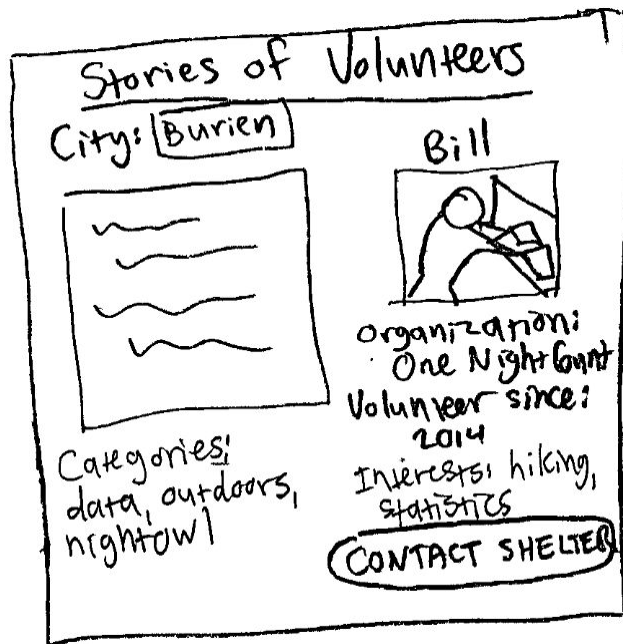 Stories of Volunteers
City: Burien
Categories:
data, outdoors,
nightowl
Bill
Organization:
One Night Count
Volunteer since:
2014
Interests: hiking,
statistics
CONTACT SHELTER